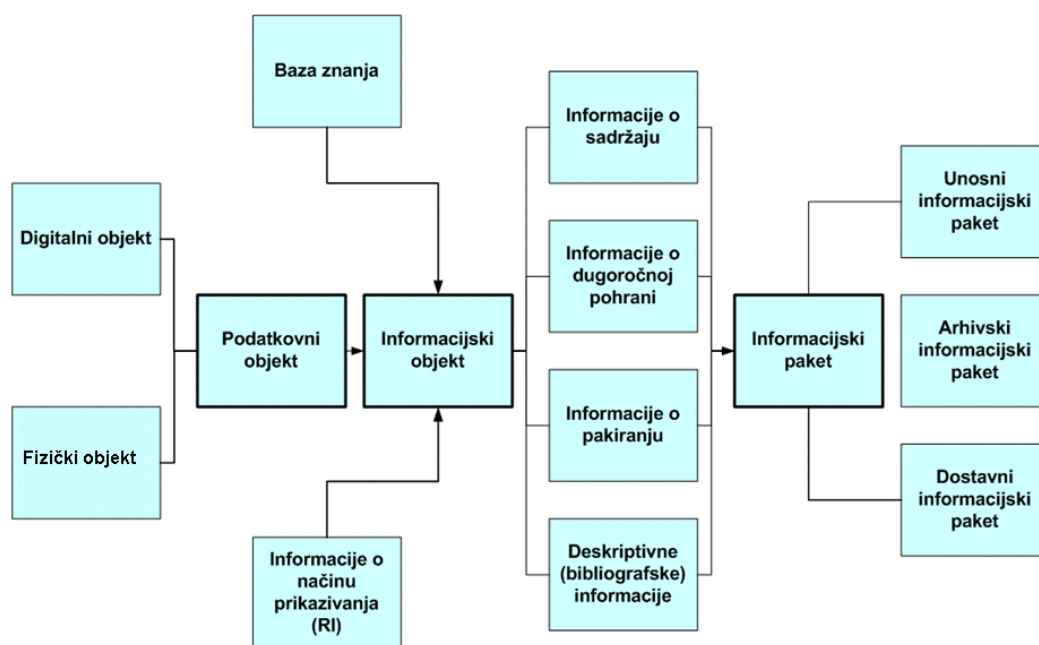 Baza znanja
Digitalni objekt
Fizički objekt
Podatkovni
objekt
Informacijski
objekt
Informacije o
načinu
prikazivanja
(RI)
Informacije o
sadržaju
Informacije o
dugoročnoj
pohrani
Informacije o
pakiranju
Deskriptivne
(bibliografske)
informacije
Informacijski
paket
Unosni
informacijski
paket
Arhivski
informacijski
paket
Dostavni
informacijski
paket